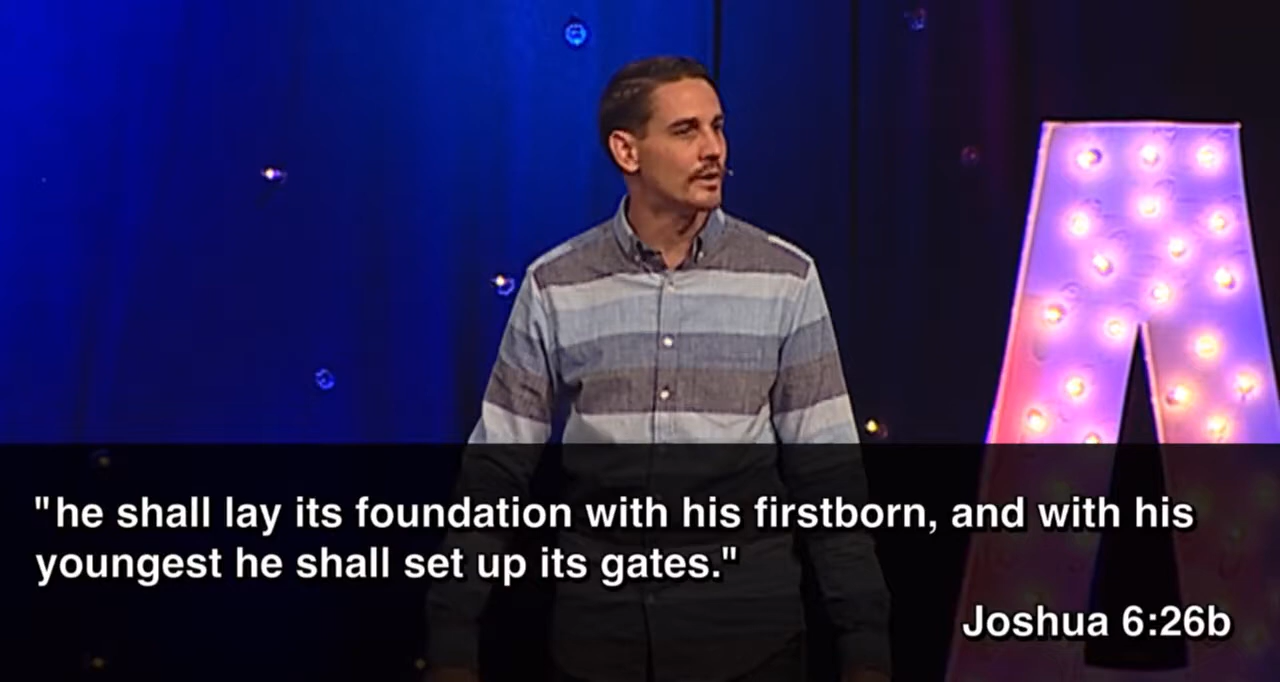 "he shall lay its foundation with his firstborn, and with his
youngest he shall set up its gates."
Joshua 6:26b